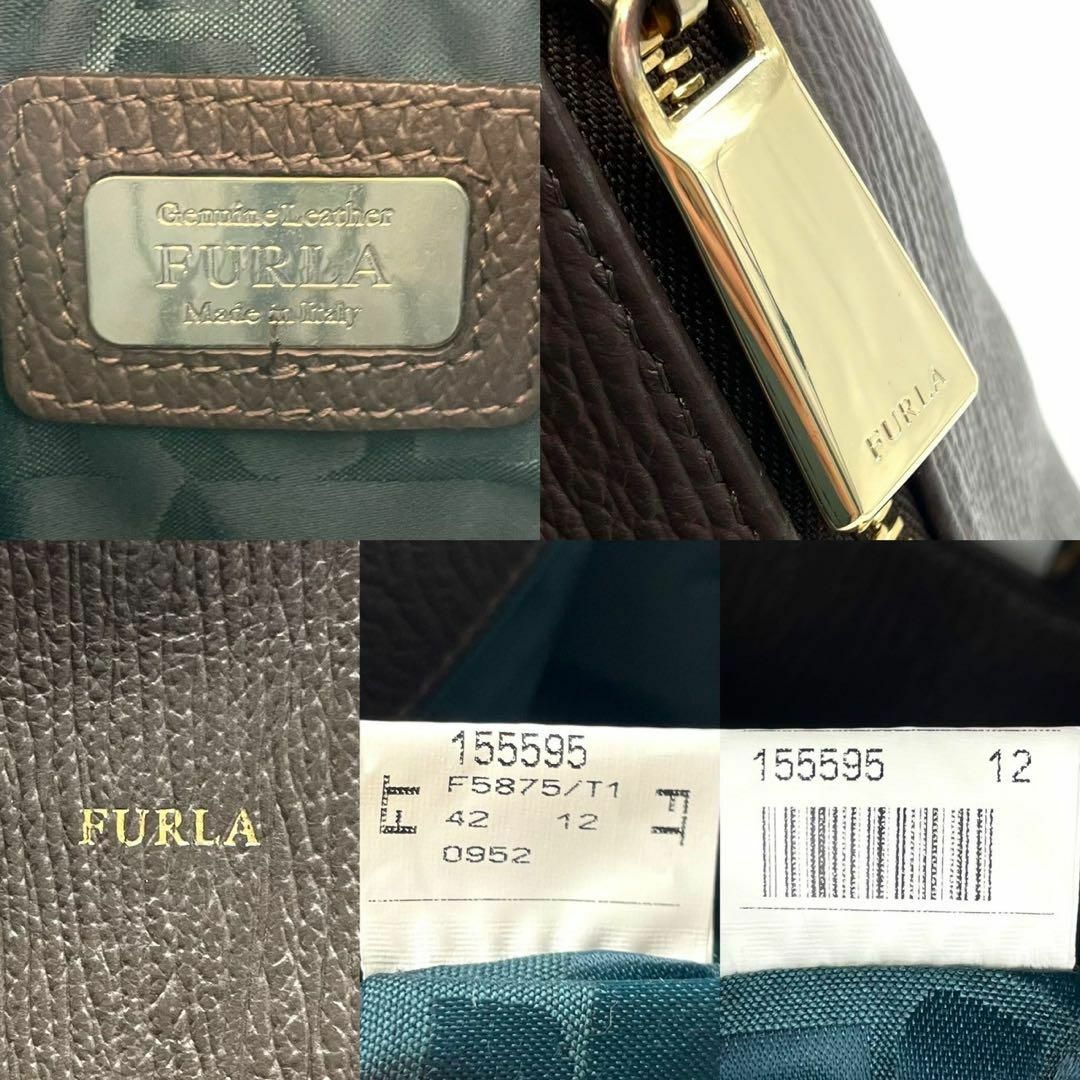 Genuine Leather
FURLA
Made in Italy
FURLA
FURLA
155595
F5875/T1
42 12
0952
155595 12